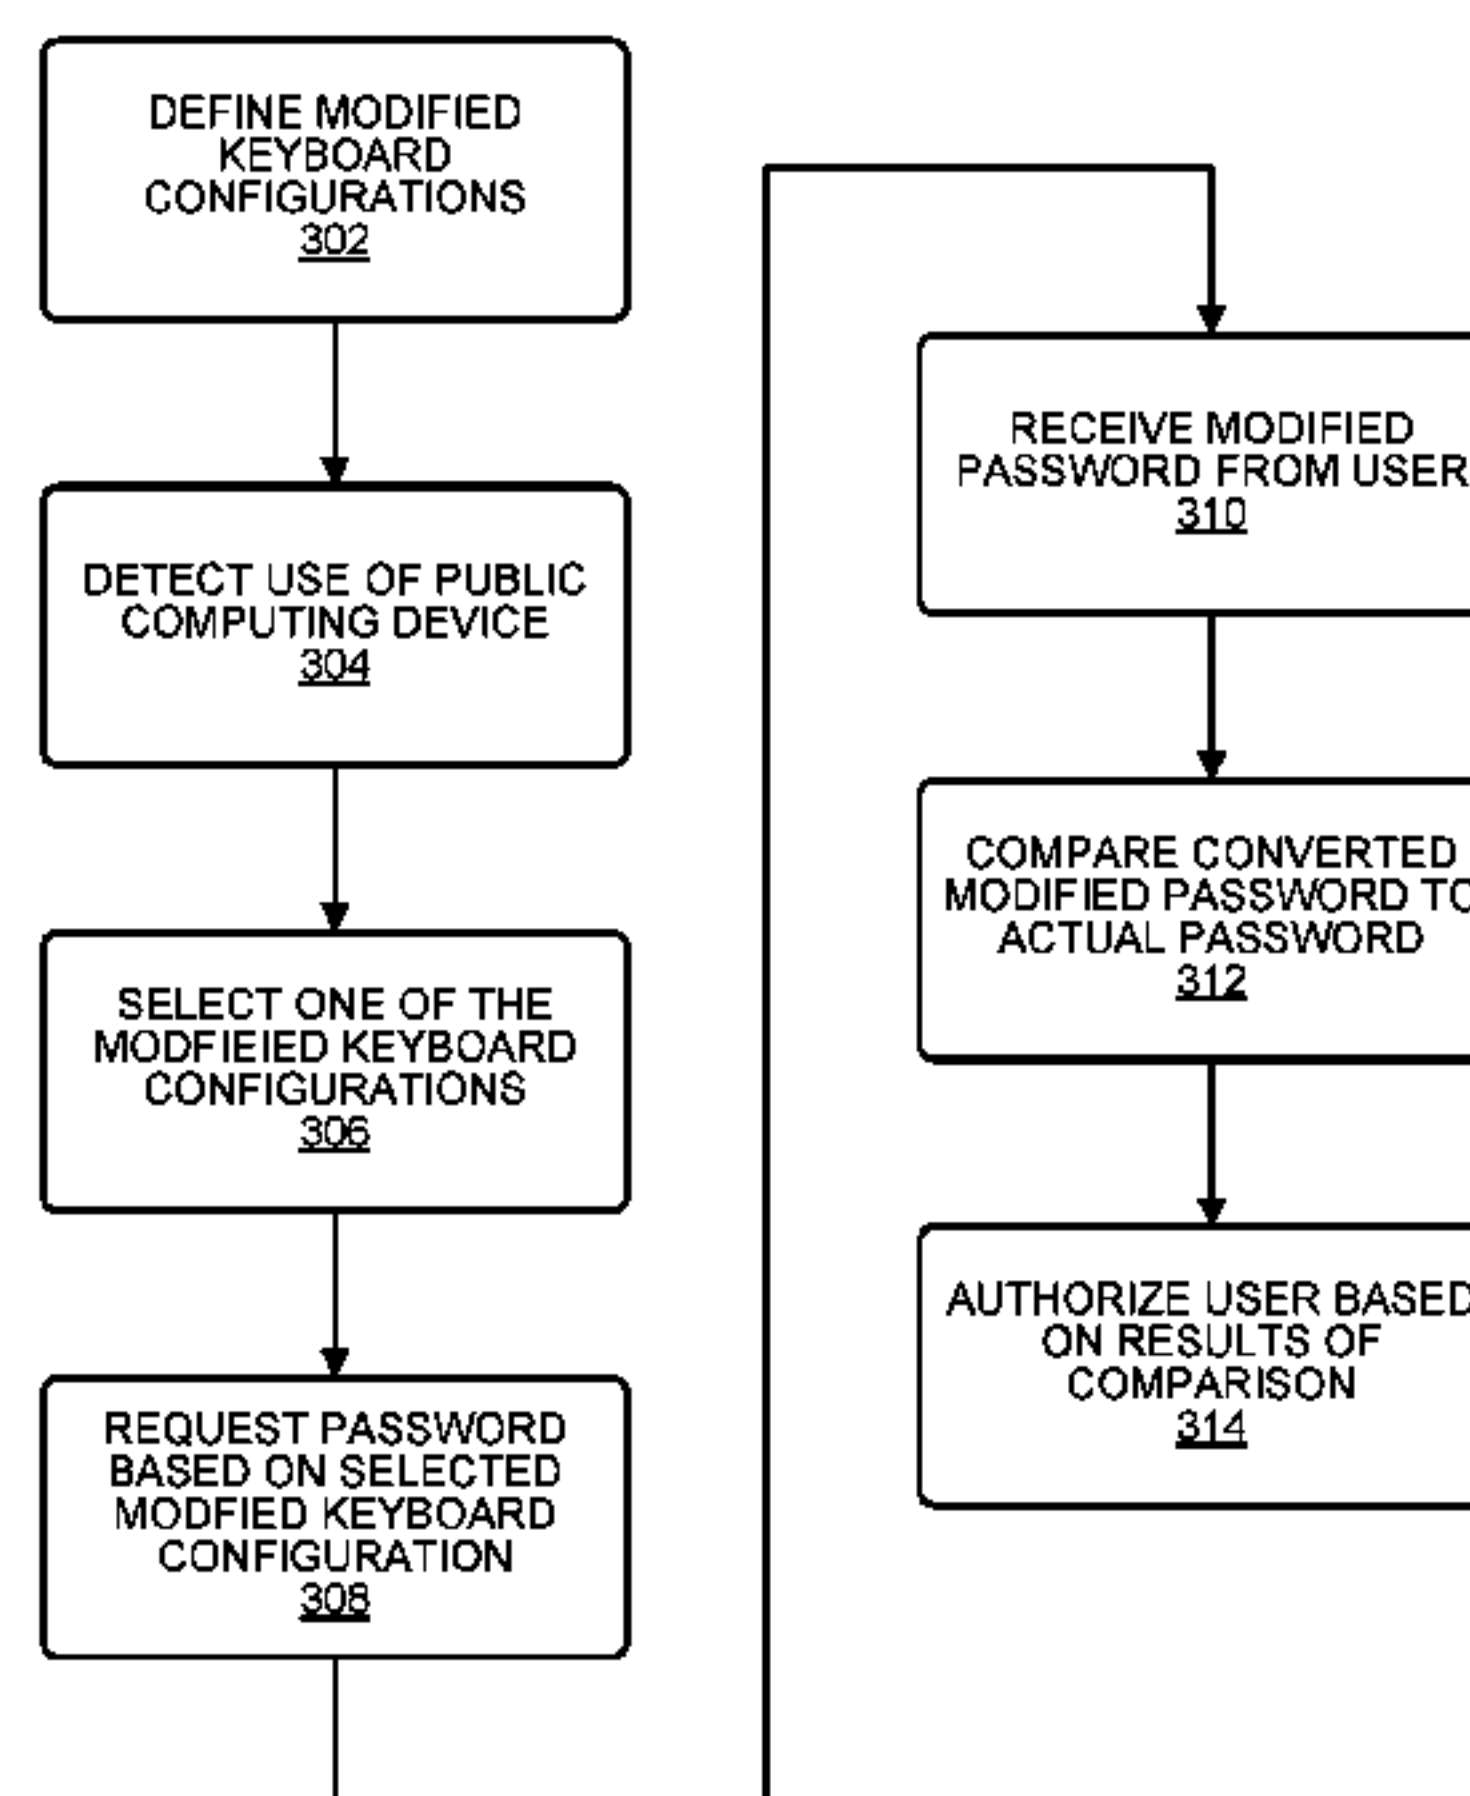 DEFINE MODIFIED
KEYBOARD
CONFIGURATIONS
302
DETECT USE OF PUBLIC
COMPUTING DEVICE
304
SELECT ONE OF THE
MODFIEIED KEYBOARD
CONFIGURATIONS
306
REQUEST PASSWORD
BASED ON SELECTED
MODFIED KEYBOARD
CONFIGURATION
308
RECEIVE MODIFIED
PASSWORD FROM USER
310
COMPARE CONVERTED
MODIFIED PASSWORD TO
ACTUAL PASSWORD
312
AUTHORIZE USER BASED
ON RESULTS OF
COMPARISON
314